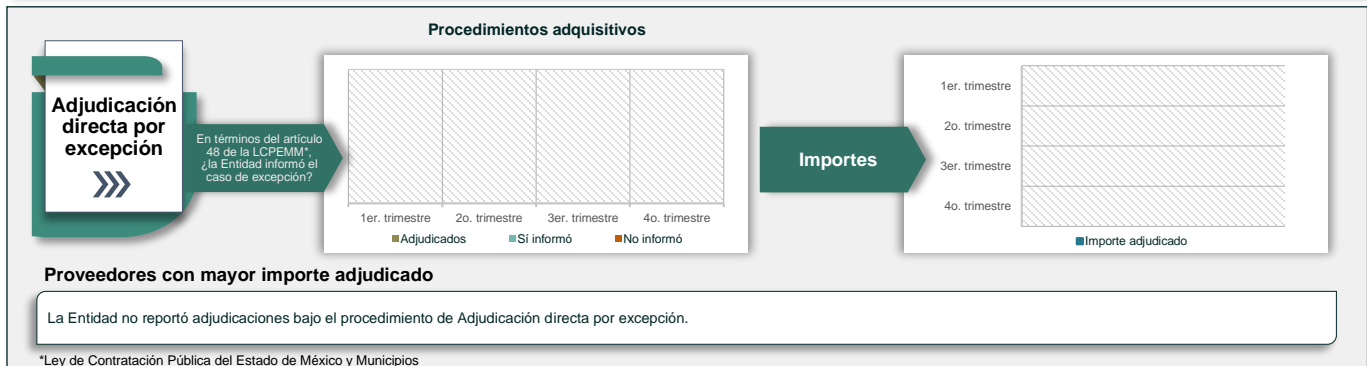 Procedimientos adquisitivos
Adjudicación
directa por
excepción
En términos del artículo
48 de la LCPEMM*,
¿la Entidad informó el
caso de excepción?
1er. trimestre 2o. trimestre 3er. trimestre 4o. trimestre
Adjudicados Sí informó No informó
Importes
1er. trimestre
2o. trimestre
3er. trimestre
4o. trimestre
Importe adjudicado
Proveedores con mayor importe adjudicado
La Entidad no reportó adjudicaciones bajo el procedimiento de Adjudicación directa por excepción.
*Ley de Contratación Pública del Estado de México y Municipios